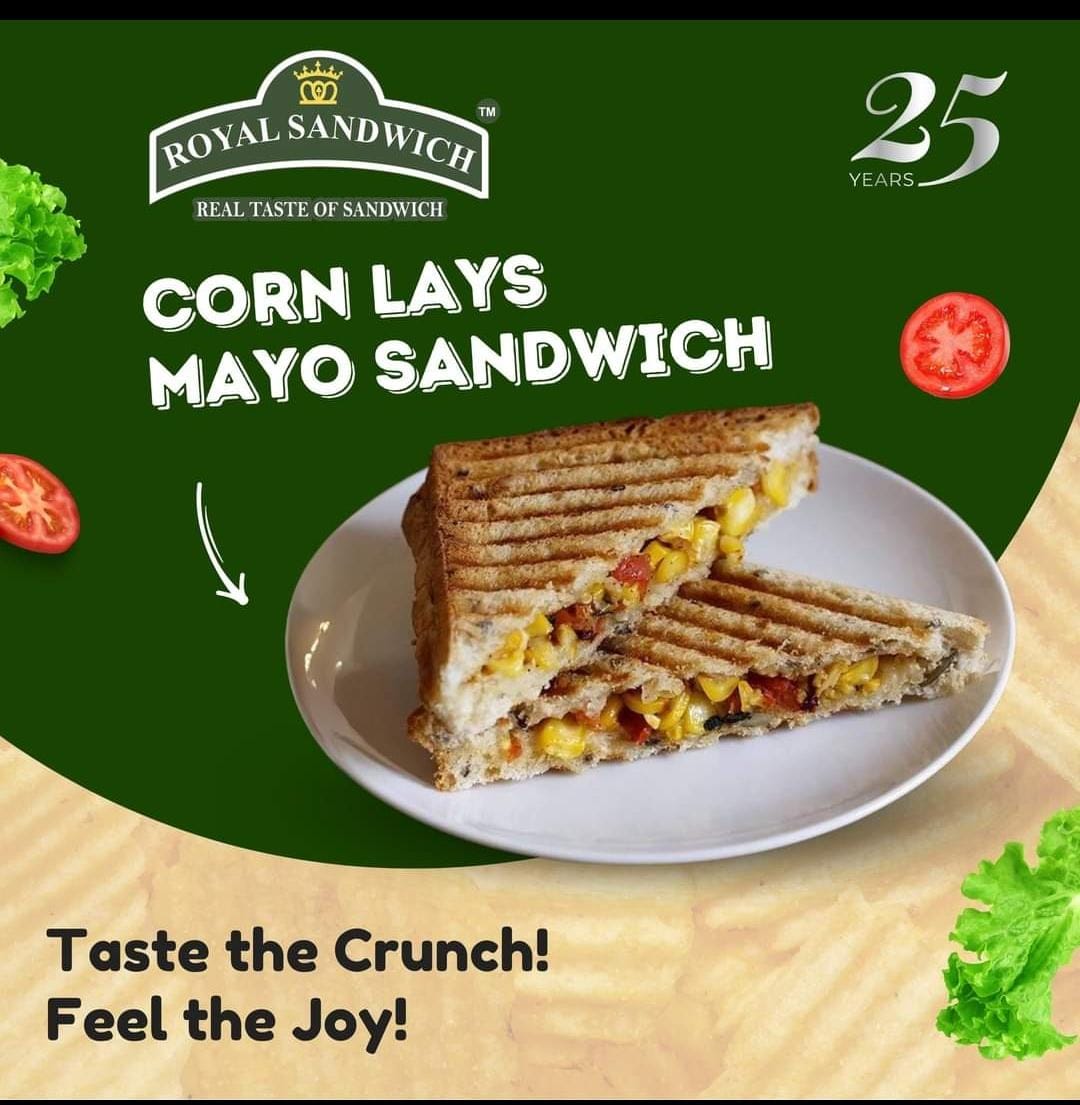 ROYAL SANDWICH
TM
REAL TASTE OF SANDWICH
25
YEARS
CORN LAYS
MAYO SANDWICH
Taste the Crunch!
Feel the Joy!